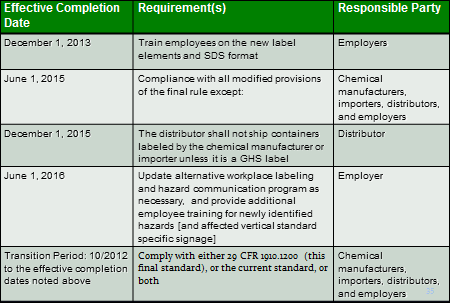 Effective Completion Date
Requirement(s)
Responsible Party
December 1, 2013
Train employees on the new label
elements and SDS format
Employers
June 1, 2015
Compliance with all modified provisions
of the final rule except:
Chemical
manufacturers,
importers, distributors,
and employers
December 1, 2015
The distributor shall not ship containers
labeled by the chemical manufacturer or
importer unless it is a GHS label
Distributor
June 1, 2016
Update alternative workplace labeling
and hazard communication program as
necessary, and provide additional
employee training for newly identified
hazards [and affected vertical standard
specific signage]
Employer
Transition Period: 10/2012
to the effective completion
dates noted above
Comply with either 29 CFR 1910.1200 (this
final standard), or the current standard, or
both
Chemical
manufacturers,
importers, distributors,
and employers